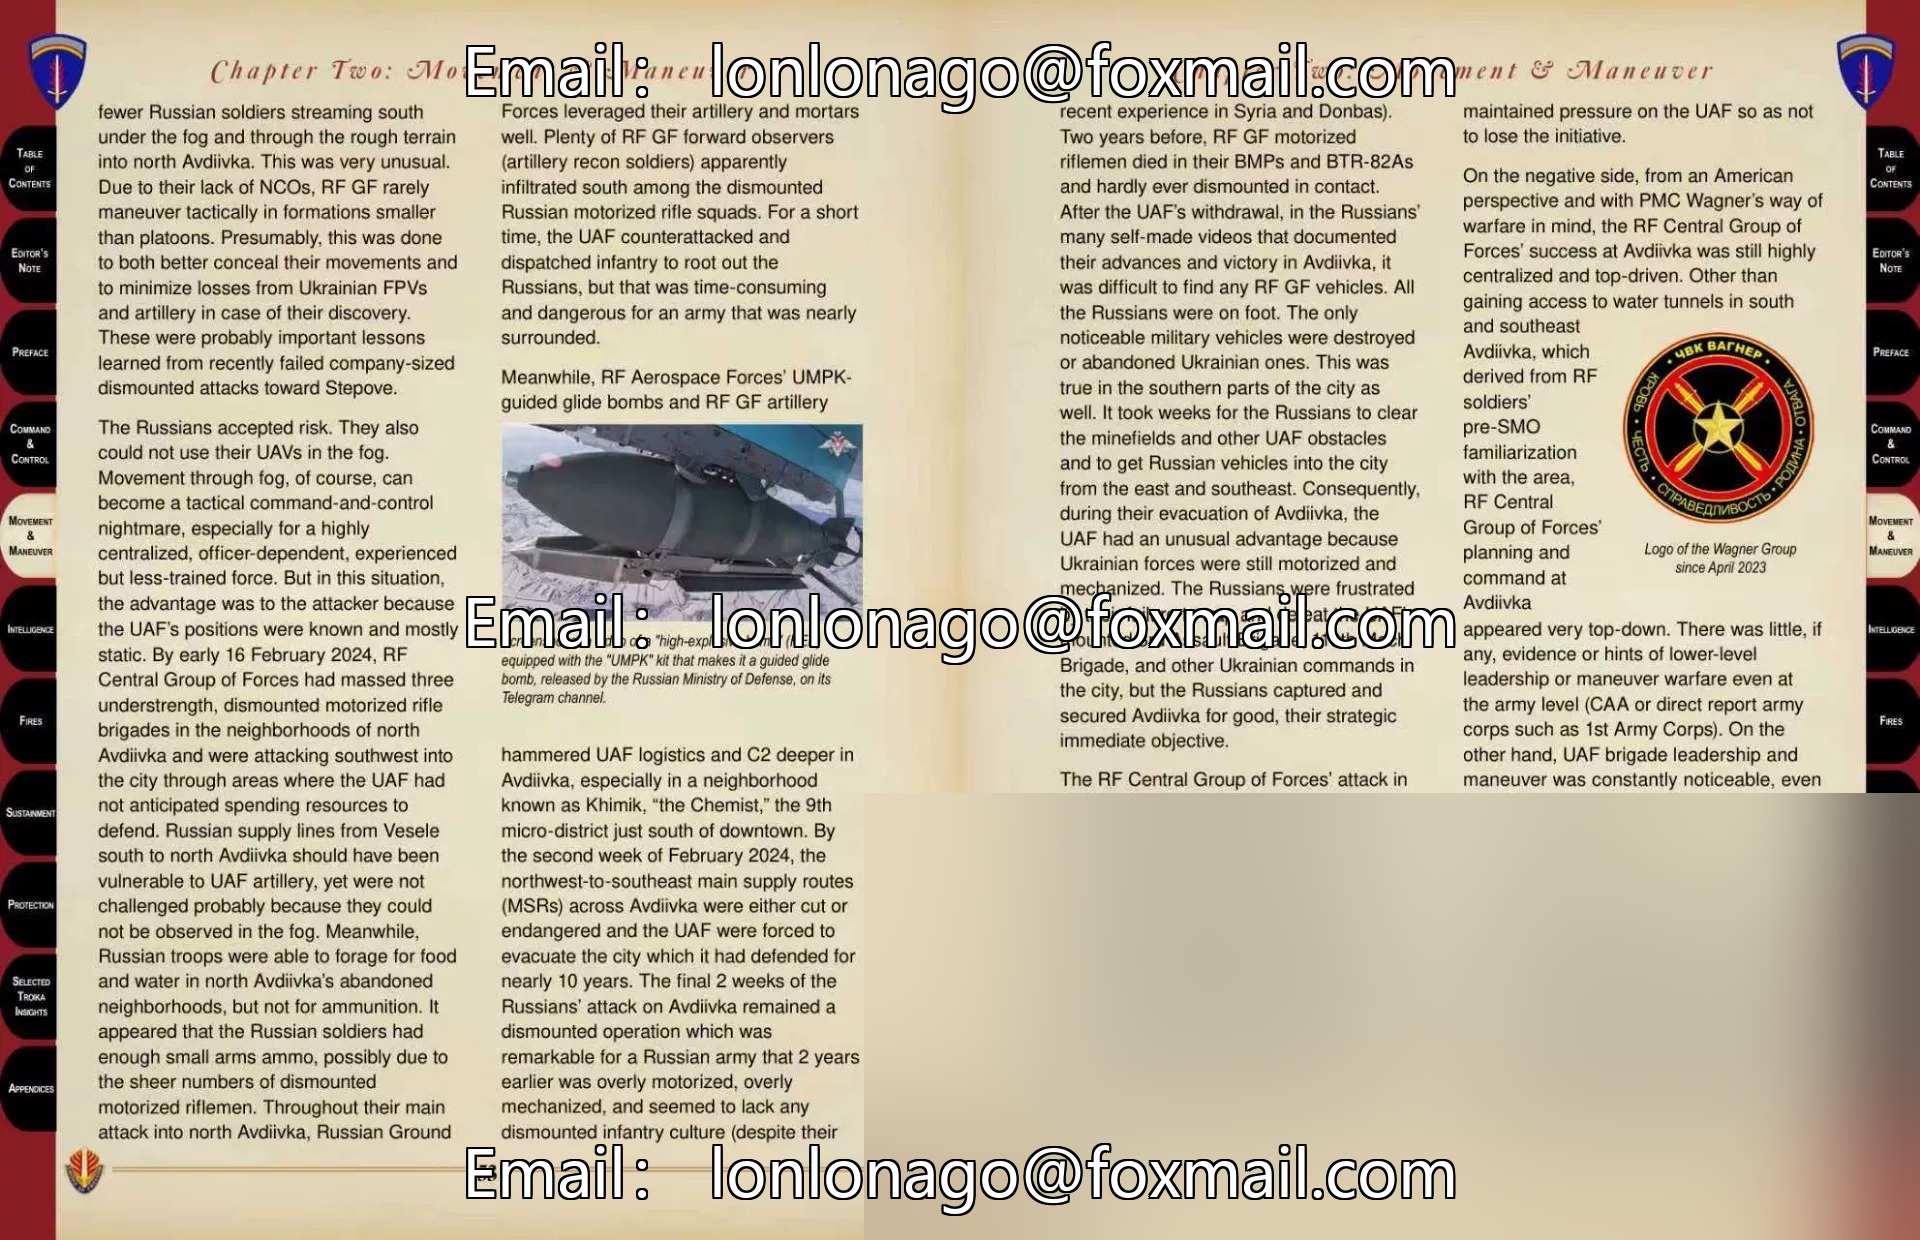 Email： lonlonago@foxmail.com
Chapter Two: Movement & Maneuver
fewer Russian soldiers streaming south
under the fog and through the rough terrain
into north Avdiivka. This was very unusual.
Due to their lack of NCOs, RF GF rarely
maneuver tactically in formations smaller
than platoons. Presumably, this was done
to both better conceal their movements and
to minimize losses from Ukrainian FPVs
and artillery in case of their discovery.
These were probably important lessons
learned from recently failed company-sized
dismounted attacks toward Stepove.
The Russians accepted risk. They also
could not use their UAVs in the fog.
Movement through fog, of course, can
become a tactical command-and-control
nightmare, especially for a highly
centralized, officer-dependent, experienced
but less-trained force. But in this situation,
the advantage was to the attacker because
the UAF's positions were known and mostly
static. By early 16 February 2024, RF
Central Group of Forces had massed three
understrength, dismounted motorized rifle
brigades in the neighborhoods of north
Avdiivka and were attacking southwest into
the city through areas where the UAF had
not anticipated spending resources to
defend. Russian supply lines from Vesele
south to north Avdiivka should have been
vulnerable to UAF artillery, yet were not
challenged probably because they could
not be observed in the fog. Meanwhile,
Russian troops were able to forage for food
and water in north Avdiivka's abandoned
neighborhoods, but not for ammunition. It
appeared that the Russian soldiers had
enough small arms ammo, possibly due to
the sheer numbers of dismounted
motorized riflemen. Throughout their main
attack into north Avdiivka, Russian Ground
Forces leveraged their artillery and mortars
well. Plenty of RF GF forward observers
(artillery recon soldiers) apparently
infiltrated south among the dismounted
Russian motorized rifle squads. For a short
time, the UAF counterattacked and
dispatched infantry to root out the
Russians, but that was time-consuming
and dangerous for an army that was nearly
surrounded.
Meanwhile, RF Aerospace Forces' UMPK-
guided glide bombs and RF GF artillery
Email： lonlonago@foxmail.com
equipped with the "UMPK" kit that makes it a guided glide
bomb, released by the Russian Ministry of Defense, on its
Telegram channel.
hammered UAF logistics and C2 deeper in
Avdiivka, especially in a neighborhood
known as Khimik, “the Chemist,” the 9th
micro-district just south of downtown. By
the second week of February 2024, the
northwest-to-southeast main supply routes
(MSRs) across Avdiivka were either cut or
endangered and the UAF were forced to
evacuate the city which it had defended for
nearly 10 years. The final 2 weeks of the
Russians' attack on Avdiivka remained a
dismounted operation which was
remarkable for a Russian army that 2 years
earlier was overly motorized, overly
mechanized, and seemed to lack any
dismounted infantry culture (despite their
Email： lonlonago@foxmail.com
Movement & Maneuver
recent experience in Syria and Donbas).
Two years before, RF GF motorized
riflemen died in their BMPs and BTR-82As
and hardly ever dismounted in contact.
After the UAF's withdrawal, in the Russians'
many self-made videos that documented
their advances and victory in Avdiivka, it
was difficult to find any RF GF vehicles. All
the Russians were on foot. The only
noticeable military vehicles were destroyed
or abandoned Ukrainian ones. This was
true in the southern parts of the city as
well. It took weeks for the Russians to clear
the minefields and other UAF obstacles
and to get Russian vehicles into the city
from the east and southeast. Consequently,
during their evacuation of Avdiivka, the
UAF had an unusual advantage because
Ukrainian forces were still motorized and
mechanized. The Russians were frustrated
Brigade, and other Ukrainian commands in
the city, but the Russians captured and
secured Avdiivka for good, their strategic
immediate objective.
The RF Central Group of Forces' attack in
maintained pressure on the UAF so as not
to lose the initiative.
On the negative side, from an American
perspective and with PMC Wagner's way of
warfare in mind, the RF Central Group of
Forces' success at Avdiivka was still highly
centralized and top-driven. Other than
gaining access to water tunnels in south
and southeast
Avdiivka, which
derived from RF
soldiers'
pre-SMO
familiarization
with the area,
RF Central
Group of Forces'
planning and
command at
Avdiivka
appeared very top-down. There was little, if
any, evidence or hints of lower-level
leadership or maneuver warfare even at
the army level (CAA or direct report army
corps such as 1st Army Corps). On the
other hand, UAF brigade leadership and
maneuver was constantly noticeable, even
ЧВК ВАГНЕР
КРОВЬ • ЧЕСТЬ • СПРАВЕДЛИВОСТЬ • РОДИНА • ОТВАГА
Logo of the Wagner Group
since April 2023
TABLE
OF
CONTENTS
EDITOR'S
NOTE
PREFACE
COMMAND
&
CONTROL
MOVEMENT
&
MANEUVER
INTELLIGENCE
FIRES
SUSTAINMENT
PROTECTION
SELECTED
TROIKA
INSIGHTS
APPENDICES
TABLE
OF
CONTENTS
EDITOR'S
NOTE
PREFACE
COMMAND
&
CONTROL
MOVEMENT
&
MANEUVER
INTELLIGENCE
FIRES